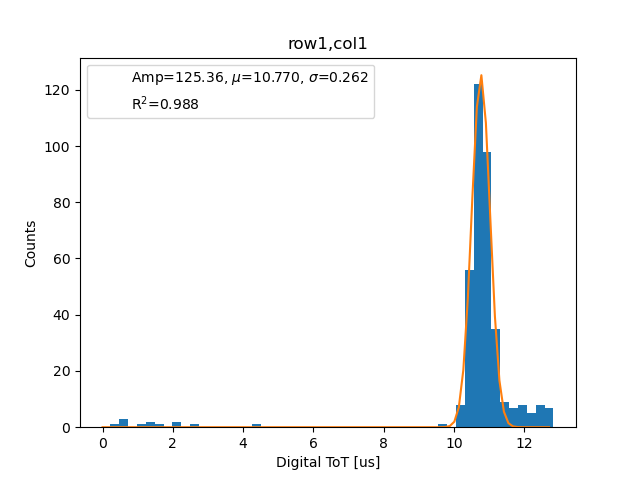 row1,col1
Amp=125.36, μ=10.770, σ=0.262
R²=0.988
120
100
80
60
40
20
0
Counts
0 2 4 6 8 10 12
Digital ToT [us]